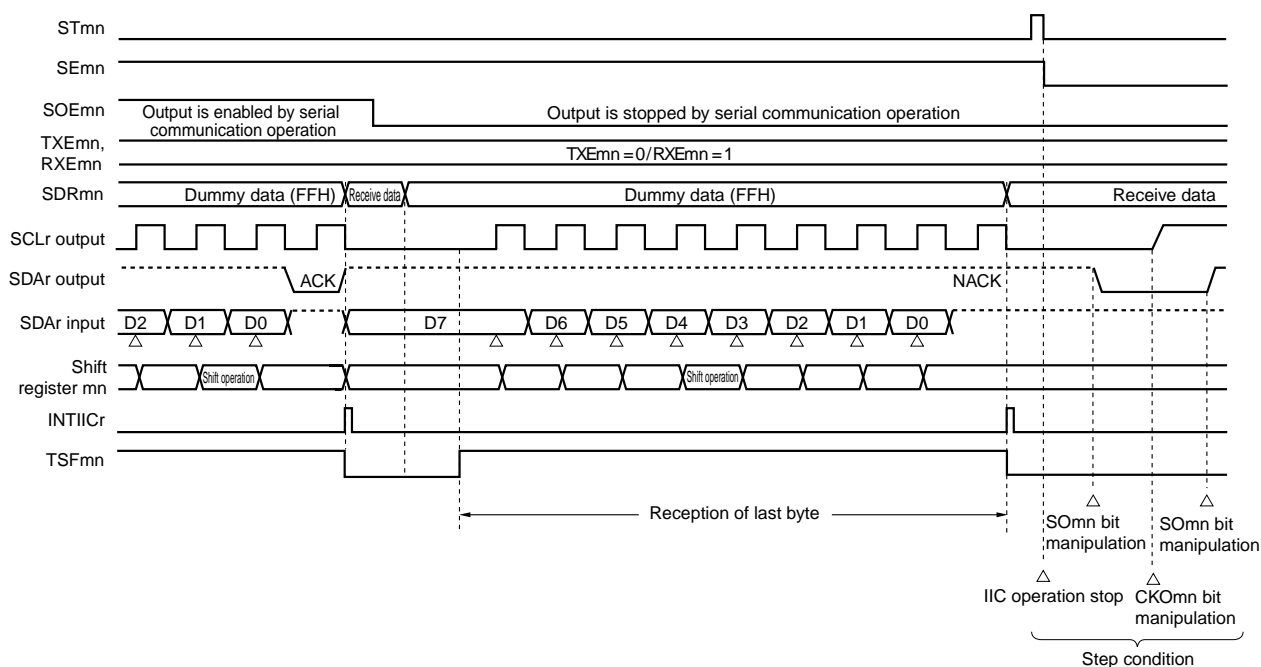 STmn
SEmn
SOEmn
Output is enabled by serial
communication operation
Output is stopped by serial communication operation
TXEmn,
RXEmn
TXEmn = 0 / RXEmn = 1
SDRmn
Dummy data (FFH)
Receive data
Dummy data (FFH)
Receive data
SCLr output
SDAr output
ACK
NACK
SDAr input
D2
D1
D0
D7
D6
D5
D4
D3
D2
D1
D0
Shift
register mn
Shift operation
Shift operation
INTIICr
TSFmn
Reception of last byte
SOmn bit
manipulation
SOmn bit
manipulation
IIC operation stop
CKOmn bit
manipulation
Step condition